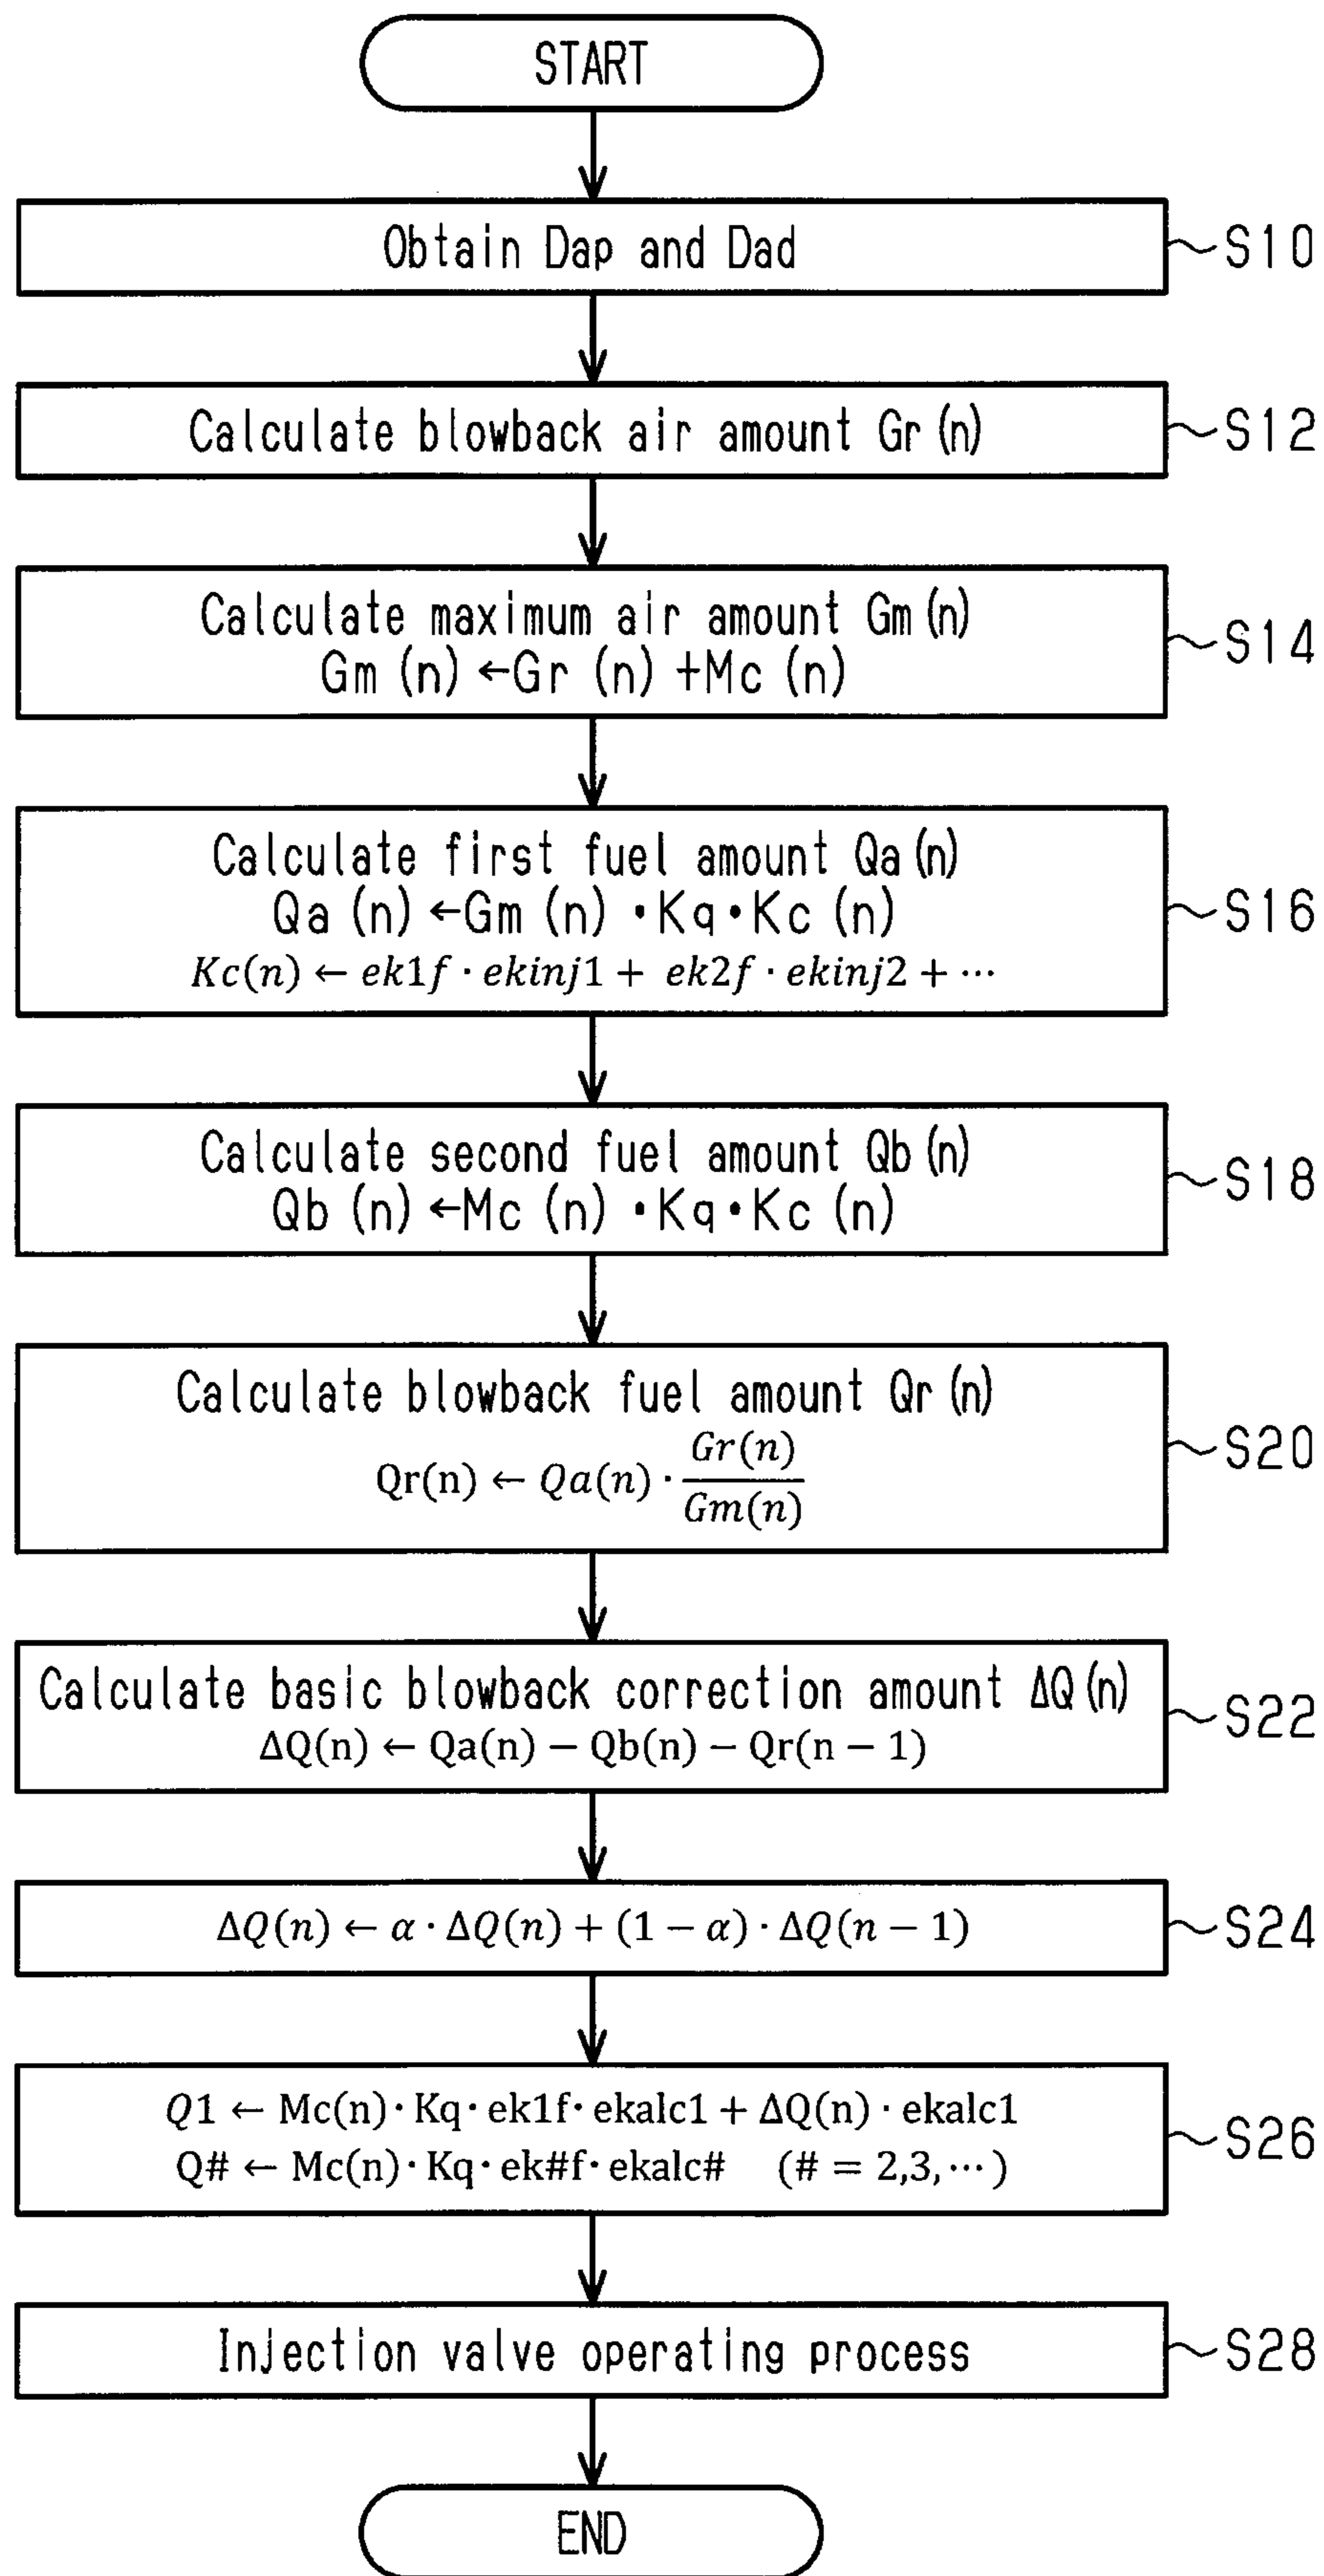 START
Obtain Dap and Dad
S10
Calculate blowback air amount Gr(n)
S12
Calculate maximum air amount Gm(n)
Gm(n)←Gr(n)+Mc(n)
S14
Calculate first fuel amount Qa(n)
Qa(n)←Gm(n)•Kq•Kc(n)
Kc(n) ← ek1f · ekinj1 + ek2f · ekinj2 + ···
S16
Calculate second fuel amount Qb(n)
Qb(n)←Mc(n)•Kq•Kc(n)
S18
Calculate blowback fuel amount Qr(n)
Qr(n) ← Qa(n) · Gr(n)/Gm(n)
S20
Calculate basic blowback correction amount ΔQ(n)
ΔQ(n) ← Qa(n) − Qb(n) − Qr(n − 1)
S22
ΔQ(n) ← α · ΔQ(n) + (1 − α) · ΔQ(n − 1)
S24
Q1 ← Mc(n) · Kq · ek1f · ekalc1 + ΔQ(n) · ekalc1
Q# ← Mc(n) · Kq · ek#f · ekalc# (# = 2,3, ···)
S26
Injection valve operating process
S28
END